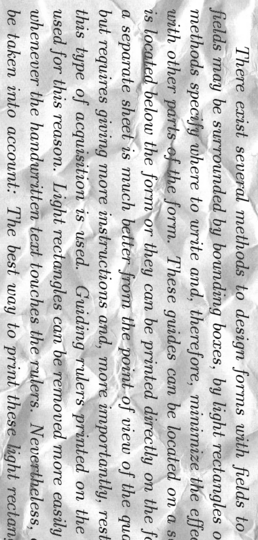 There exist several methods to design forms with fields to
fields may be surrounded by bounding boxes, by light rectangles o
methods specify where to write and, therefore, minimize the effec
with other parts of the form. These guides can be located on a s
is located below the form or they can be printed directly on the fo
a separate sheet is much better from the point of view of the qua
but requires giving more instructions and, more importantly, rest
this type of acquisition is used. Guiding rulers printed on the
used for this reason. Light rectangles can be removed more easily
whenever the handwritten text touches the rulers. Nevertheless,
be taken into account: The best way to print these light rectan